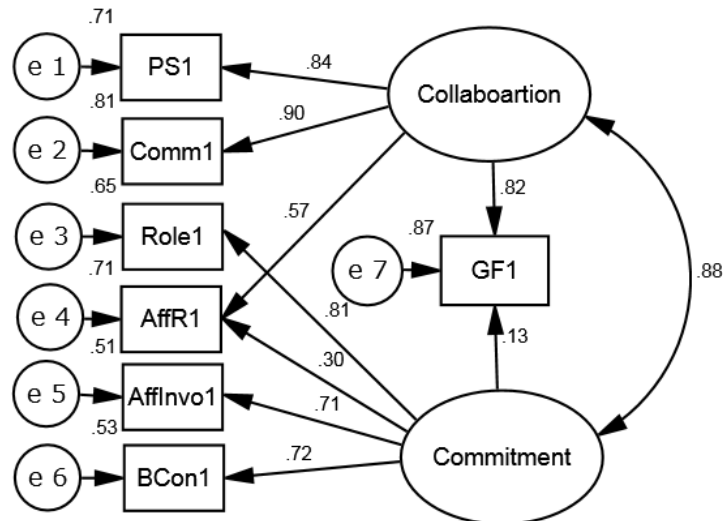 .71
e 1
PS1
.84
Collaboartion
.81
e 2
Comm1
.90
.65
e 3
Role1
.57
.82
.87
e 7
GF1
.88
.71
e 4
AffR1
.81
.30
.13
.51
e 5
AffInvo1
.71
.53
e 6
BCon1
.72
Commitment